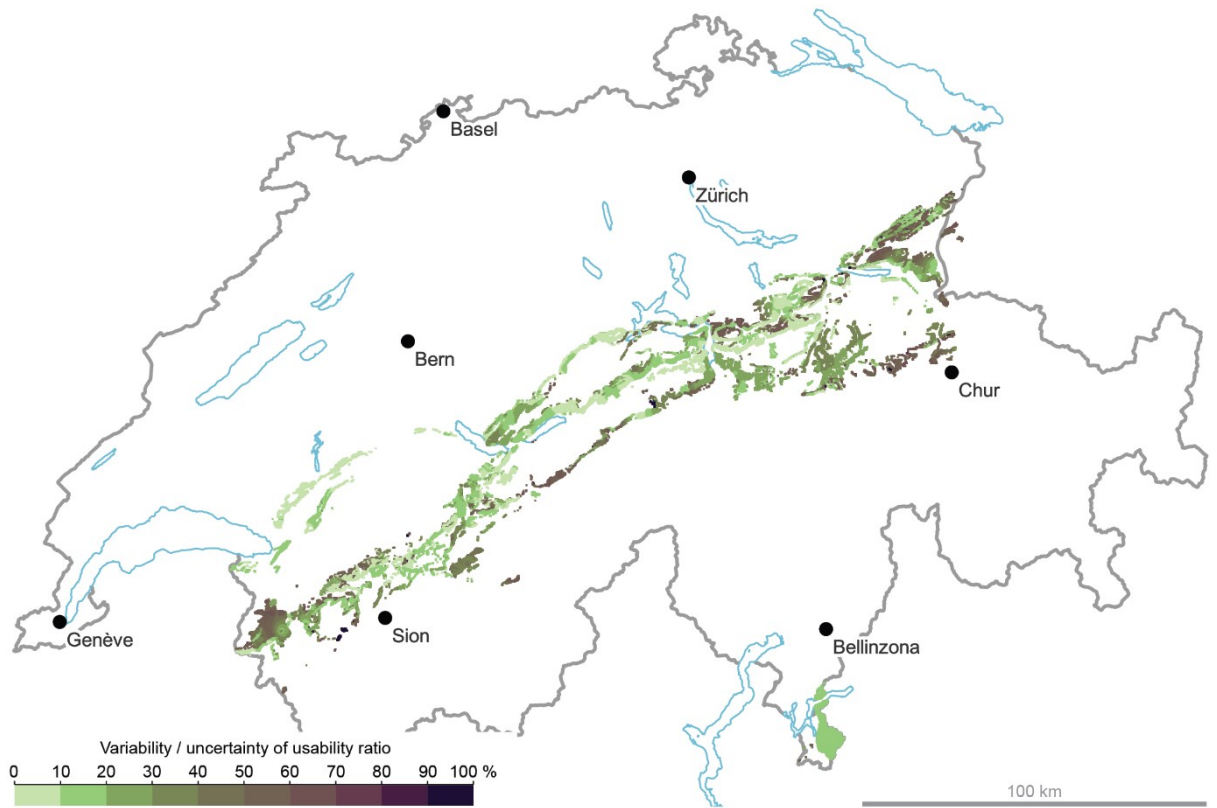 Basel
Zürich
Bern
Chur
Genève
Sion
Bellinzona
Variability / uncertainty of usability ratio
0 10 20 30 40 50 60 70 80 90 100 %
100 km